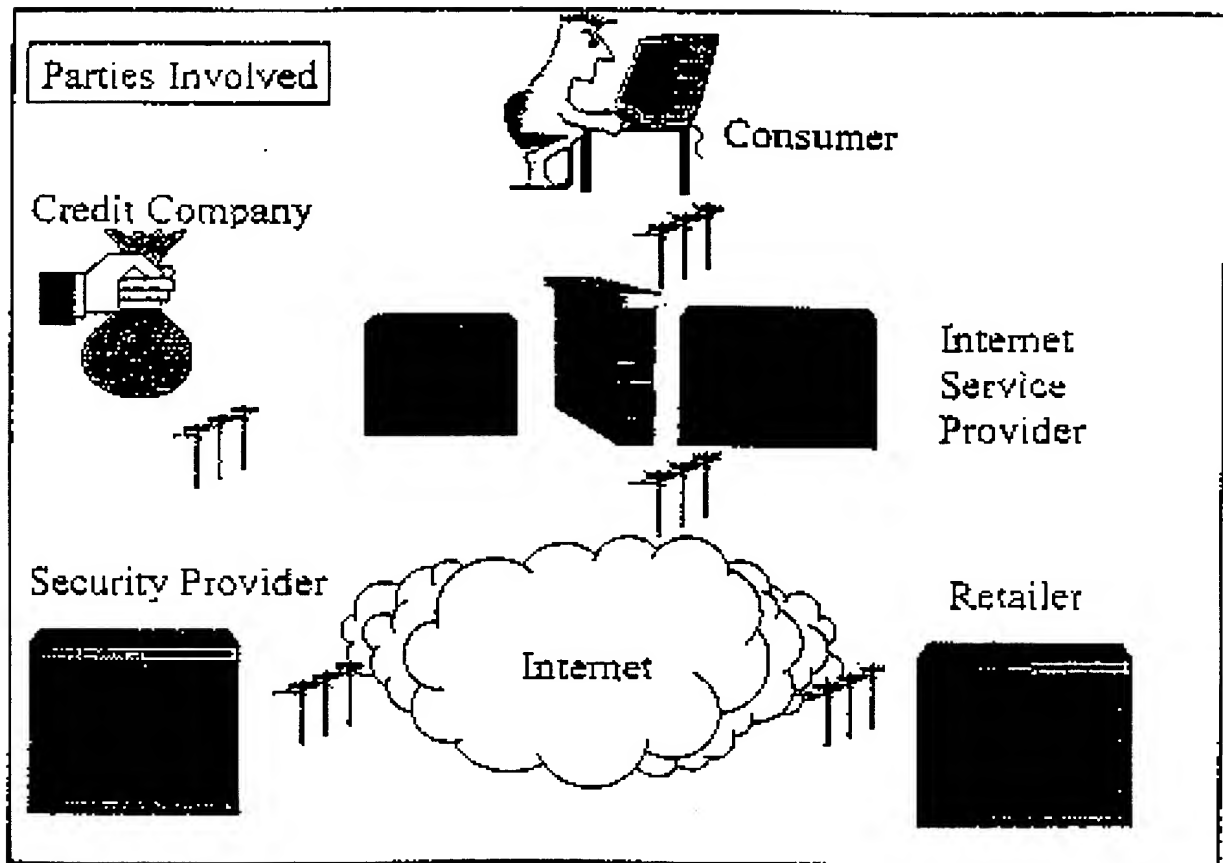 Parties Involved
Consumer
Credit Company
Internet
Service
Provider
Security Provider
Retailer
Internet